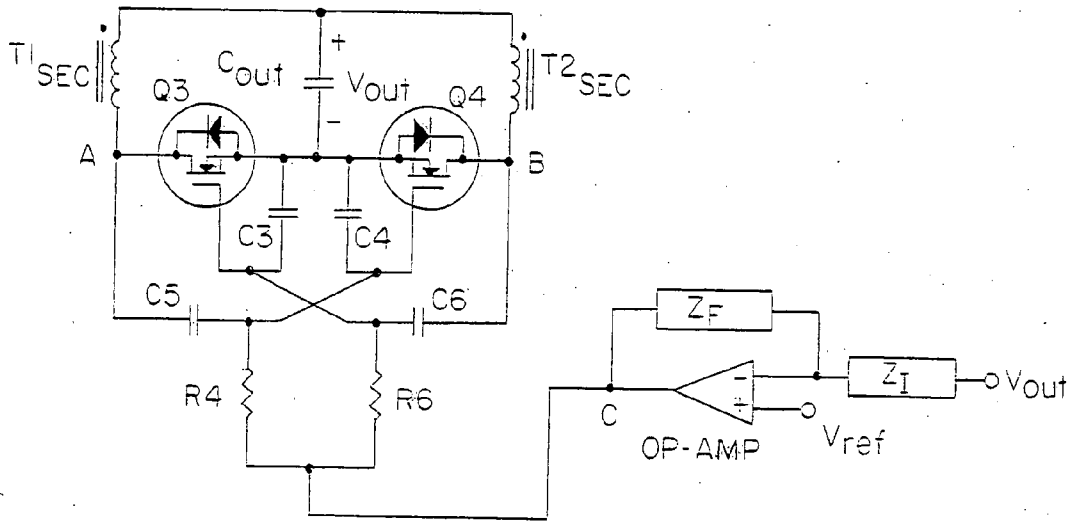 T1SEC
Cout
+
Vout
-
T2SEC
Q3
Q4
A
B
C3
C4
C5
C6
R4
R6
ZF
ZI
Vout
-
+
C
OP-AMP
Vref